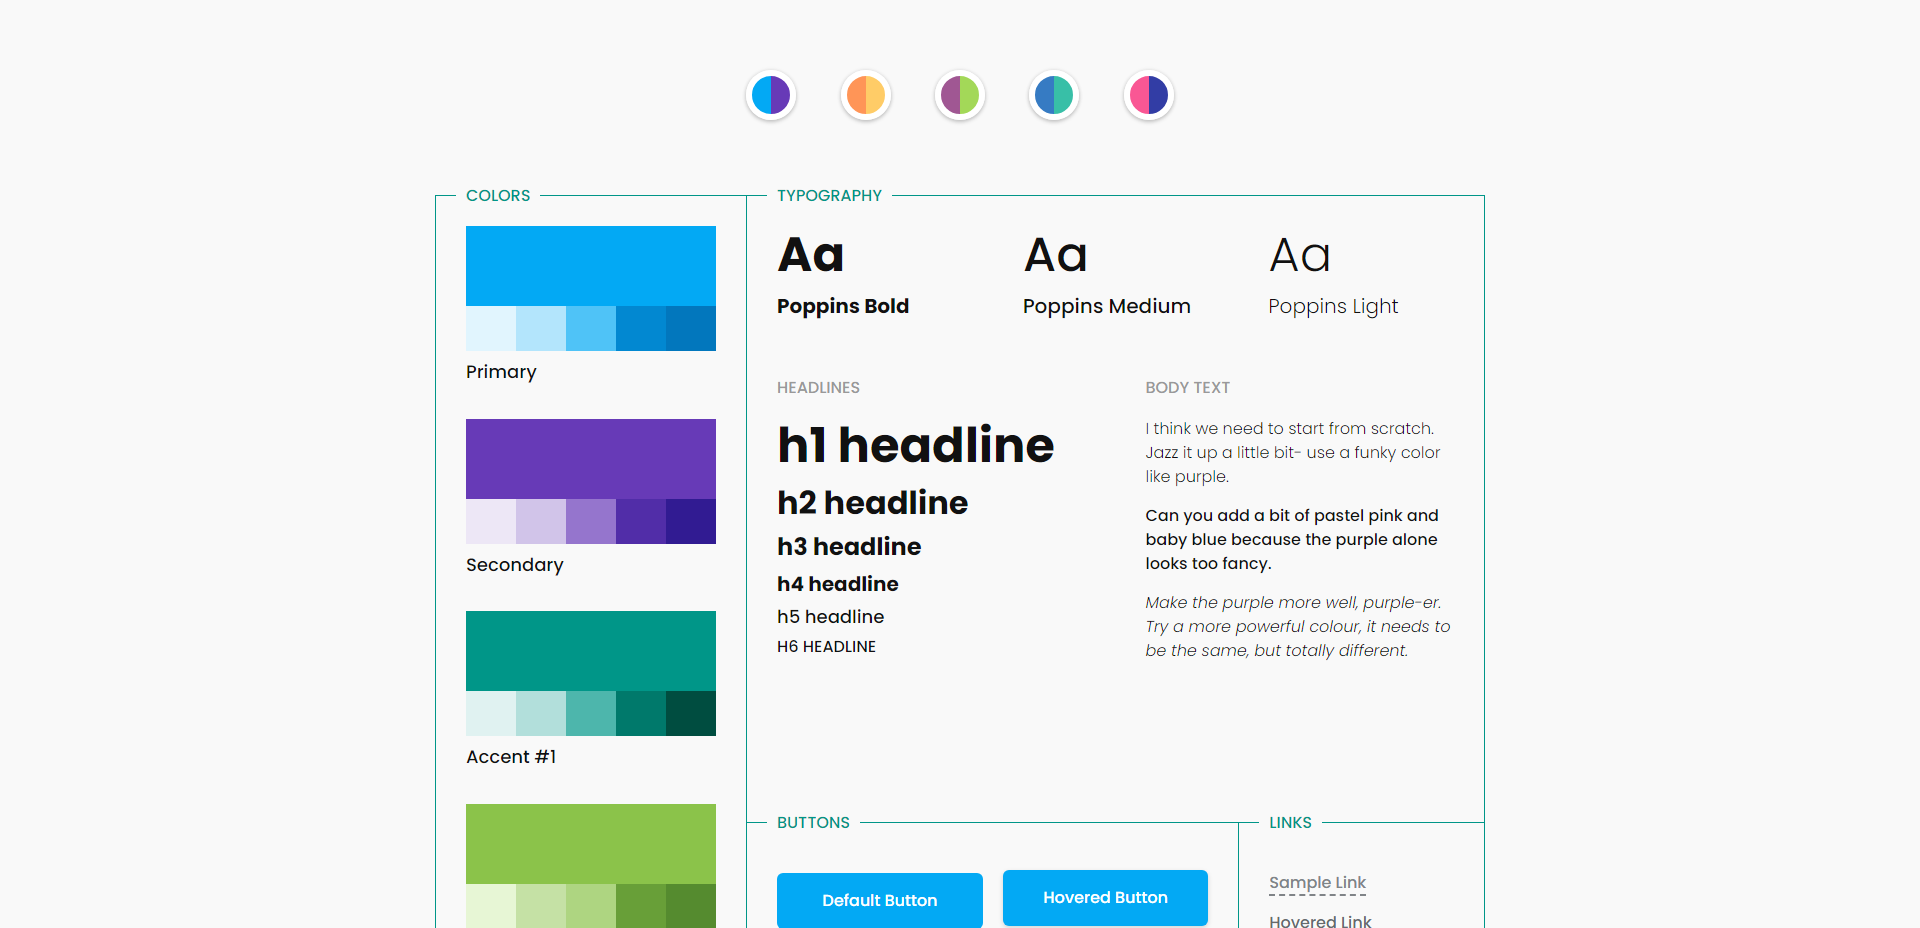 COLORS
Primary
Secondary
Accent #1
TYPOGRAPHY
Aa
Poppins Bold
Aa
Poppins Medium
Aa
Poppins Light
HEADLINES
h1 headline
h2 headline
h3 headline
h4 headline
h5 headline
H6 HEADLINE
BODY TEXT
I think we need to start from scratch.
Jazz it up a little bit- use a funky color
like purple.
Can you add a bit of pastel pink and
baby blue because the purple alone
looks too fancy.
Make the purple more well, purple-er.
Try a more powerful colour, it needs to
be the same, but totally different.
BUTTONS
Default Button
Hovered Button
LINKS
Sample Link
Hovered Link